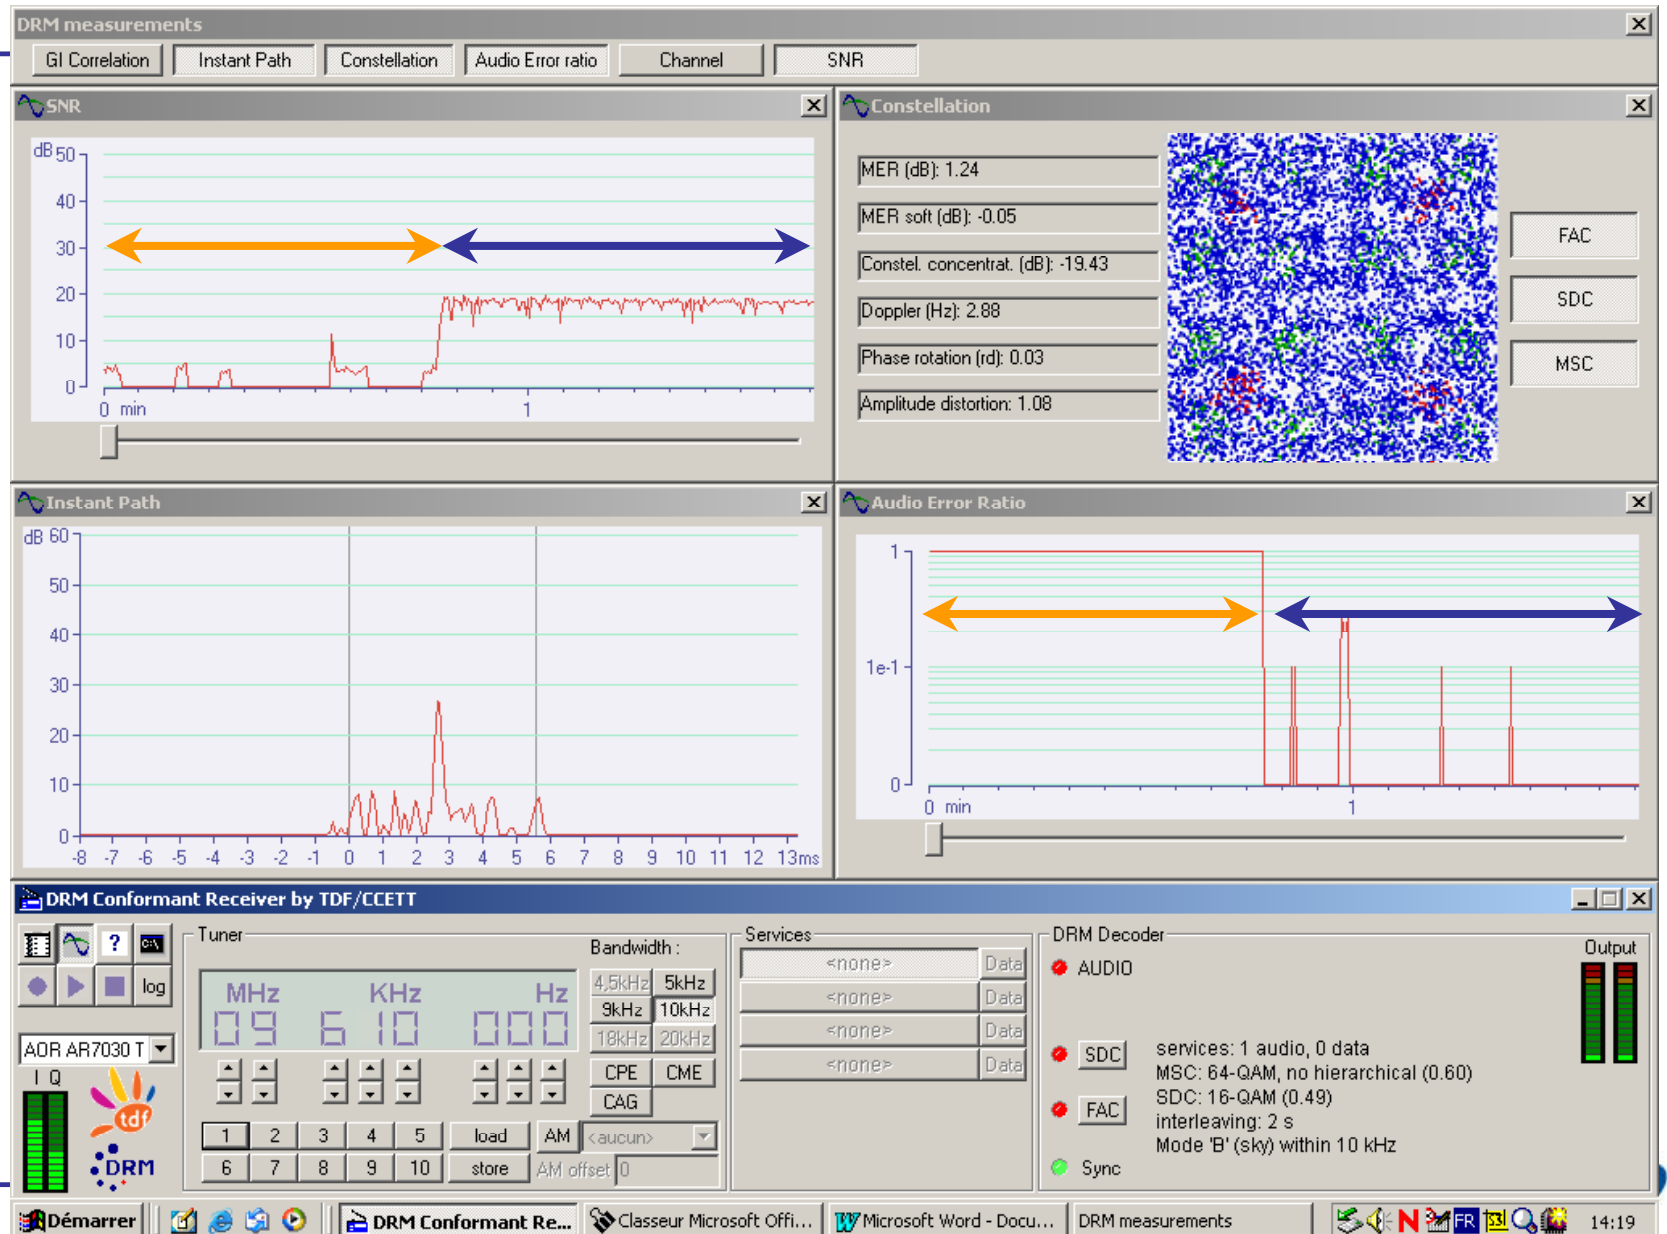 DRM measurements
GI Correlation Instant Path Constellation Audio Error ratio Channel SNR
SNR
dB 50
40
30
20
10
0
0 min 1
Constellation
MER (dB): 1.24
MER soft (dB): -0.05
Constel. concentrat. (dB): -19.43
Doppler (Hz): 2.88
Phase rotation (rd): 0.03
Amplitude distortion: 1.08
FAC
SDC
MSC
Instant Path
dB 60
50
40
30
20
10
0
-8 -7 -6 -5 -4 -3 -2 -1 0 1 2 3 4 5 6 7 8 9 10 11 12 13ms
Audio Error Ratio
1
1e-1
0
0 min 1
DRM Conformant Receiver by TDF/CCETT
?
C:\
log
AOR AR7030 T
I Q
tdf
DRM
Tuner
MHz KHz Hz
09 610 000
Bandwidth :
4,5kHz 5kHz
9kHz 10kHz
18kHz 20kHz
CPE CME
CAG
1 2 3 4 5 load AM <aucun>
6 7 8 9 10 store AM offset 0
Services
<none> Data
<none> Data
<none> Data
<none> Data
DRM Decoder
AUDIO
Output
SDC
FAC
Sync
services: 1 audio, 0 data
MSC: 64-QAM, no hierarchical (0.60)
SDC: 16-QAM (0.49)
interleaving: 2 s
Mode 'B' (sky) within 10 kHz
Démarrer DRM Conformant Re... Classeur Microsoft Offi... Microsoft Word - Docu... DRM measurements N FR 14:19